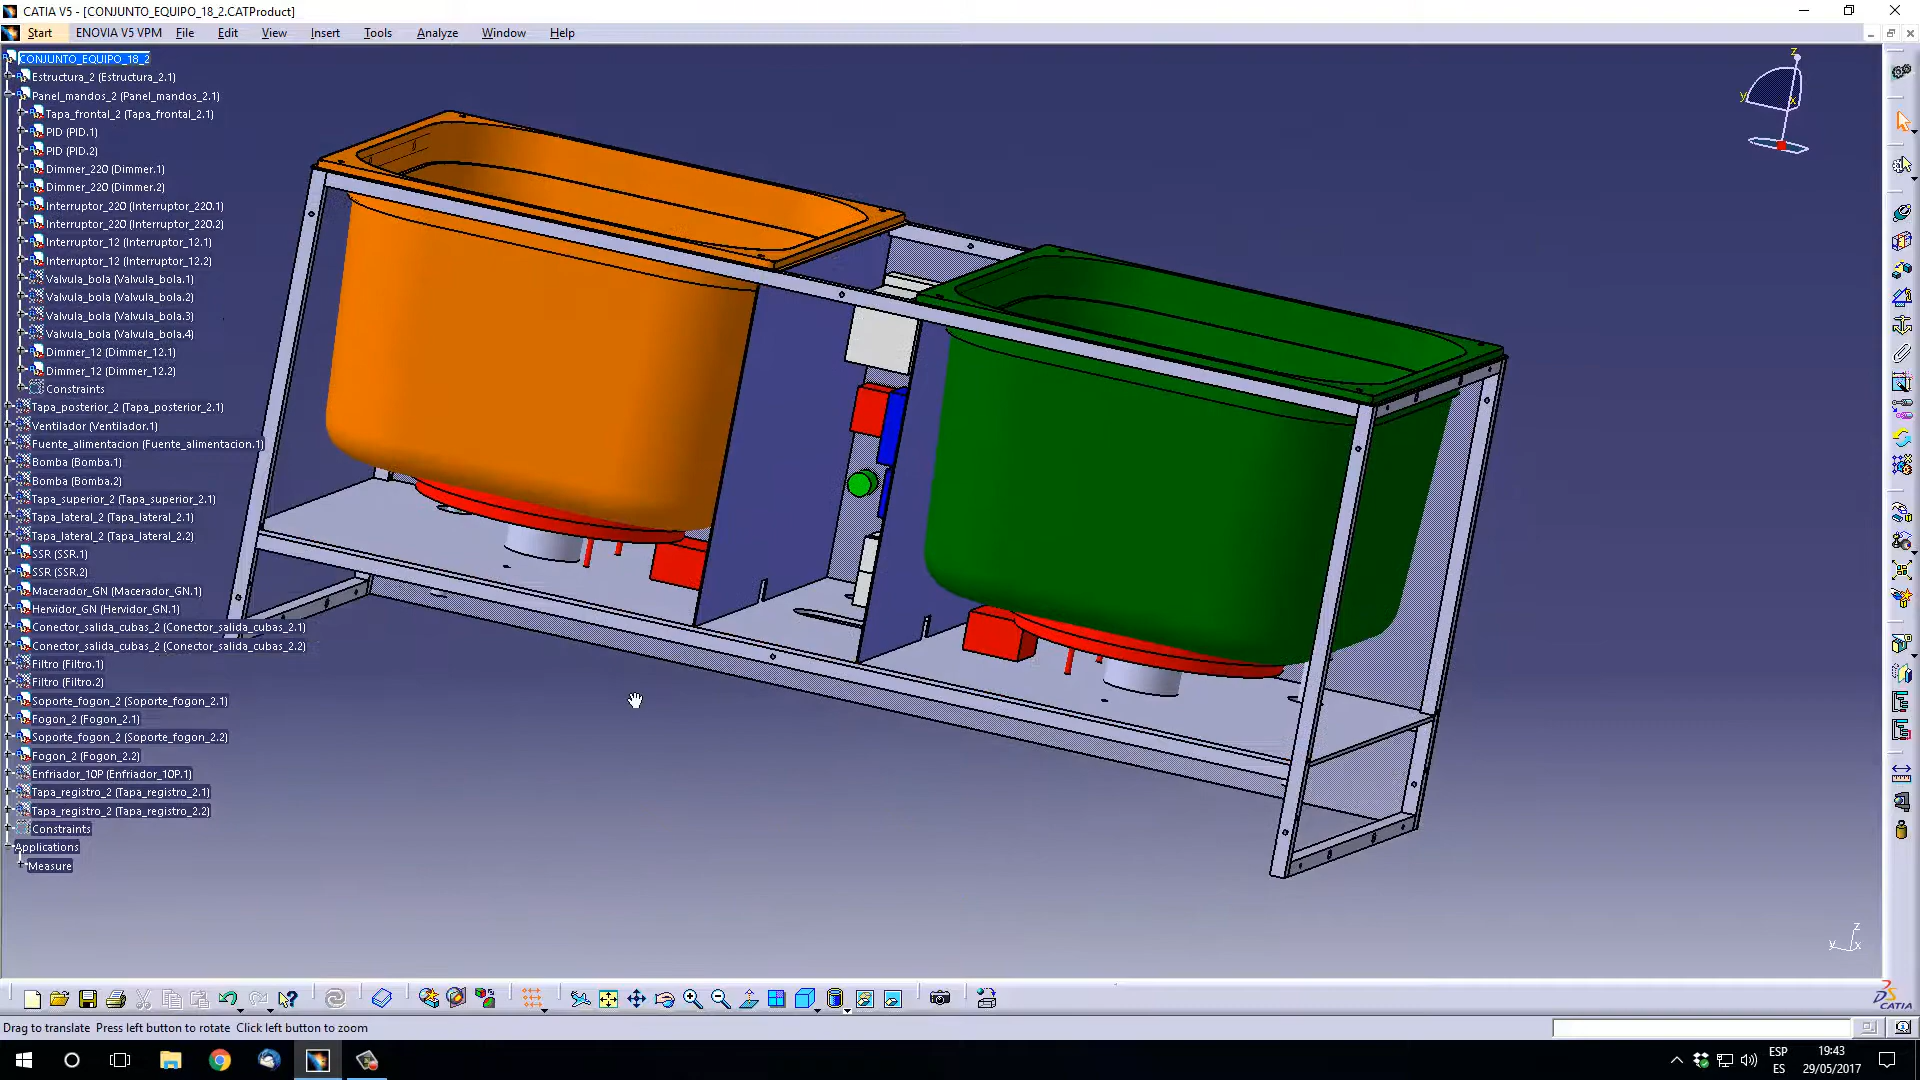 CATIA V5 - [CONJUNTO_EQUIPO_18_2.CATProduct]
Start ENOVIA V5 VPM File Edit View Insert Tools Analyze Window Help
CONJUNTO_EQUIPO_18_2
Estructura_2 (Estructura_2.1)
Panel_mandos_2 (Panel_mandos_2.1)
Tapa_frontal_2 (Tapa_frontal_2.1)
PID (PID.1)
PID (PID.2)
Dimmer_220 (Dimmer.1)
Dimmer_220 (Dimmer.2)
Interruptor_220 (Interruptor_220.1)
Interruptor_220 (Interruptor_220.2)
Interruptor_12 (Interruptor_12.1)
Interruptor_12 (Interruptor_12.2)
Valvula_bola (Valvula_bola.1)
Valvula_bola (Valvula_bola.2)
Valvula_bola (Valvula_bola.3)
Valvula_bola (Valvula_bola.4)
Dimmer_12 (Dimmer_12.1)
Dimmer_12 (Dimmer_12.2)
Constraints
Tapa_posterior_2 (Tapa_posterior_2.1)
Ventilador (Ventilador.1)
Fuente_alimentacion (Fuente_alimentacion.1)
Bomba (Bomba.1)
Bomba (Bomba.2)
Tapa_superior_2 (Tapa_superior_2.1)
Tapa_lateral_2 (Tapa_lateral_2.1)
Tapa_lateral_2 (Tapa_lateral_2.2)
SSR (SSR.1)
SSR (SSR.2)
Macerador_GN (Macerador_GN.1)
Hervidor_GN (Hervidor_GN.1)
Conector_salida_cubas_2 (Conector_salida_cubas_2.1)
Conector_salida_cubas_2 (Conector_salida_cubas_2.2)
Filtro (Filtro.1)
Filtro (Filtro.2)
Soporte_fogon_2 (Soporte_fogon_2.1)
Fogon_2 (Fogon_2.1)
Soporte_fogon_2 (Soporte_fogon_2.2)
Fogon_2 (Fogon_2.2)
Enfriador_10P (Enfriador_10P.1)
Tapa_registro_2 (Tapa_registro_2.1)
Tapa_registro_2 (Tapa_registro_2.2)
Constraints
Applications
Measure
z
y
x
z
y x
CATIA
Drag to translate Press left button to rotate Click left button to zoom
ESP
ES
19:43
29/05/2017